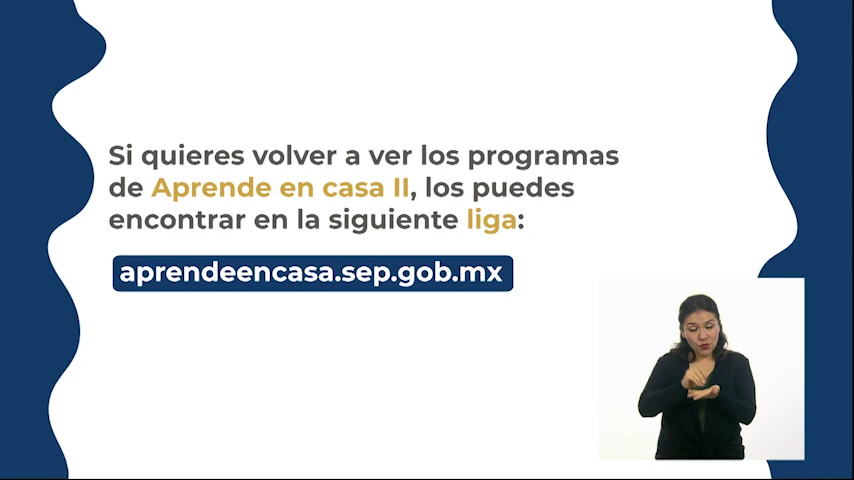 Si quieres volver a ver los programas
de Aprende en casa II, los puedes
encontrar en la siguiente liga:
aprendeencasa.sep.gob.mx